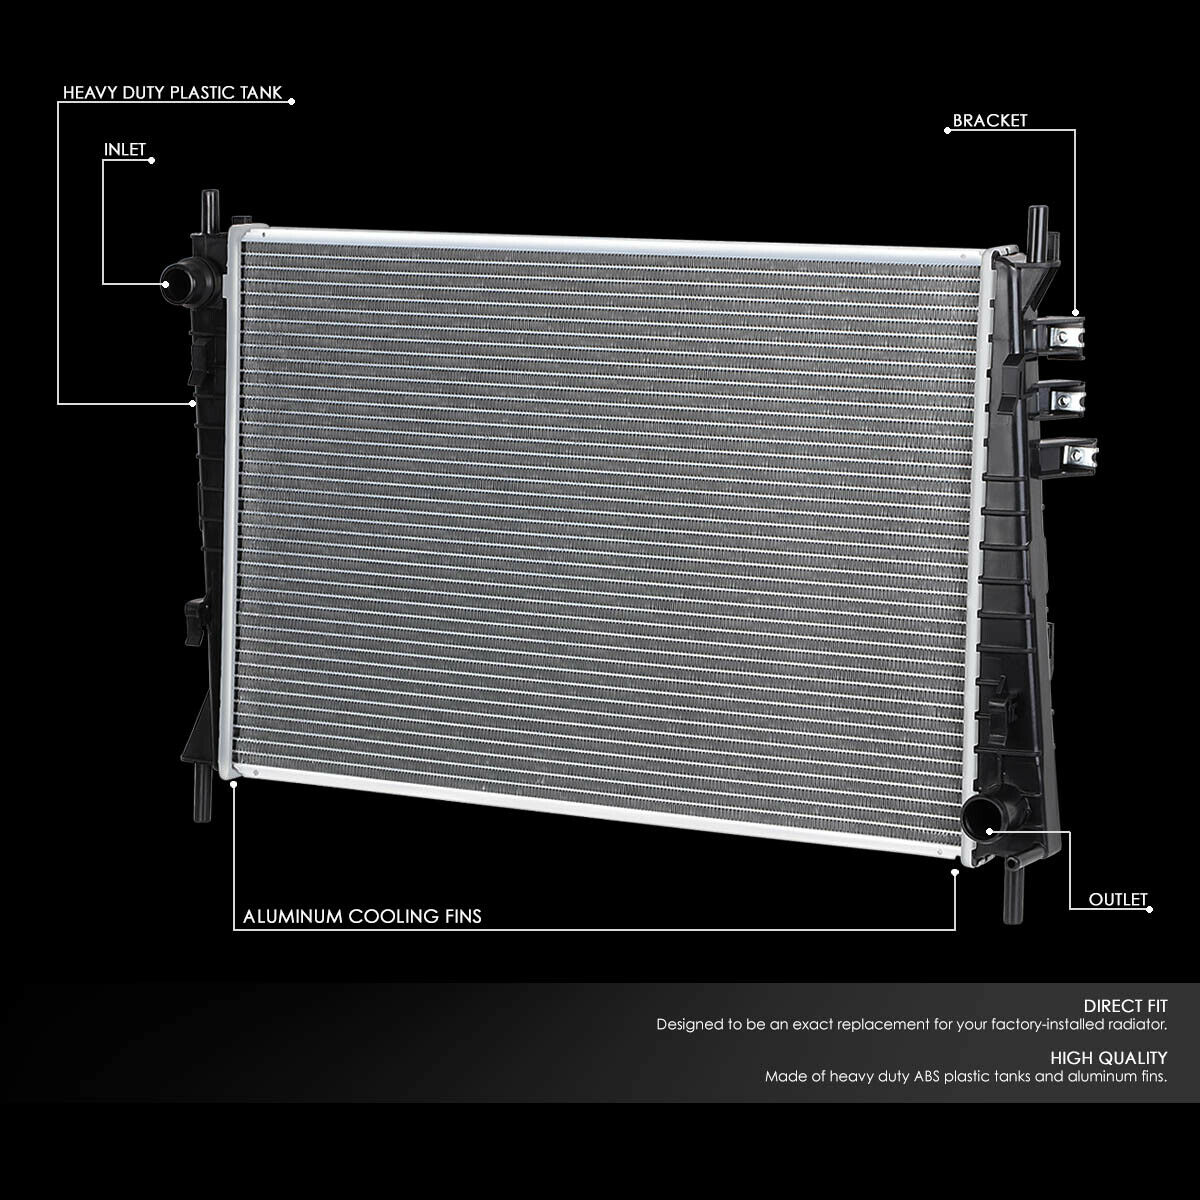 HEAVY DUTY PLASTIC TANK
BRACKET
INLET
ALUMINUM COOLING FINS
OUTLET
DIRECT FIT
Designed to be an exact replacement for your factory-installed radiator.
HIGH QUALITY
Made of heavy duty ABS plastic tanks and aluminum fins.